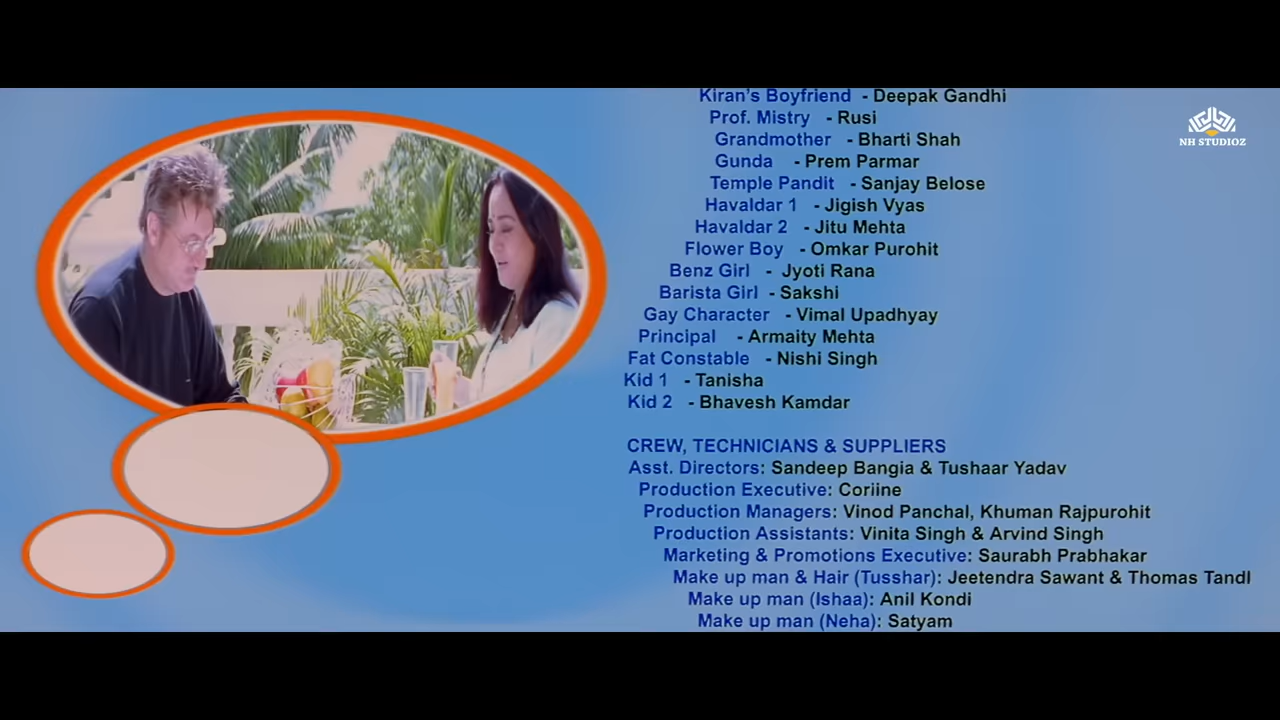 Kiran's Boyfriend - Deepak Gandhi
Prof. Mistry - Rusi
Grandmother - Bharti Shah
Gunda - Prem Parmar
Temple Pandit - Sanjay Belose
Havaldar 1 - Jigish Vyas
Havaldar 2 - Jitu Mehta
Flower Boy - Omkar Purohit
Benz Girl - Jyoti Rana
Barista Girl - Sakshi
Gay Character - Vimal Upadhyay
Principal - Armaity Mehta
Fat Constable - Nishi Singh
Kid 1 - Tanisha
Kid 2 - Bhavesh Kamdar
CREW, TECHNICIANS & SUPPLIERS
Asst. Directors: Sandeep Bangia & Tushaar Yadav
Production Executive: Coriine
Production Managers: Vinod Panchal, Khuman Rajpurohit
Production Assistants: Vinita Singh & Arvind Singh
Marketing & Promotions Executive: Saurabh Prabhakar
Make up man & Hair (Tusshar): Jeetendra Sawant & Thomas Tandl
Make up man (Ishaa): Anil Kondi
Make up man (Neha): Satyam
NH STUDIOZ